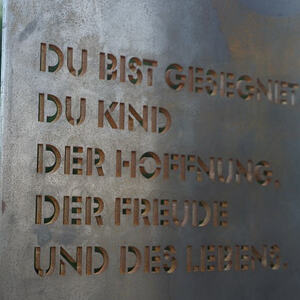 DU BIST GESEGNET
DU KIND
DER HOFFNUNG,
DER FREUDE
UND DES LEBENS.